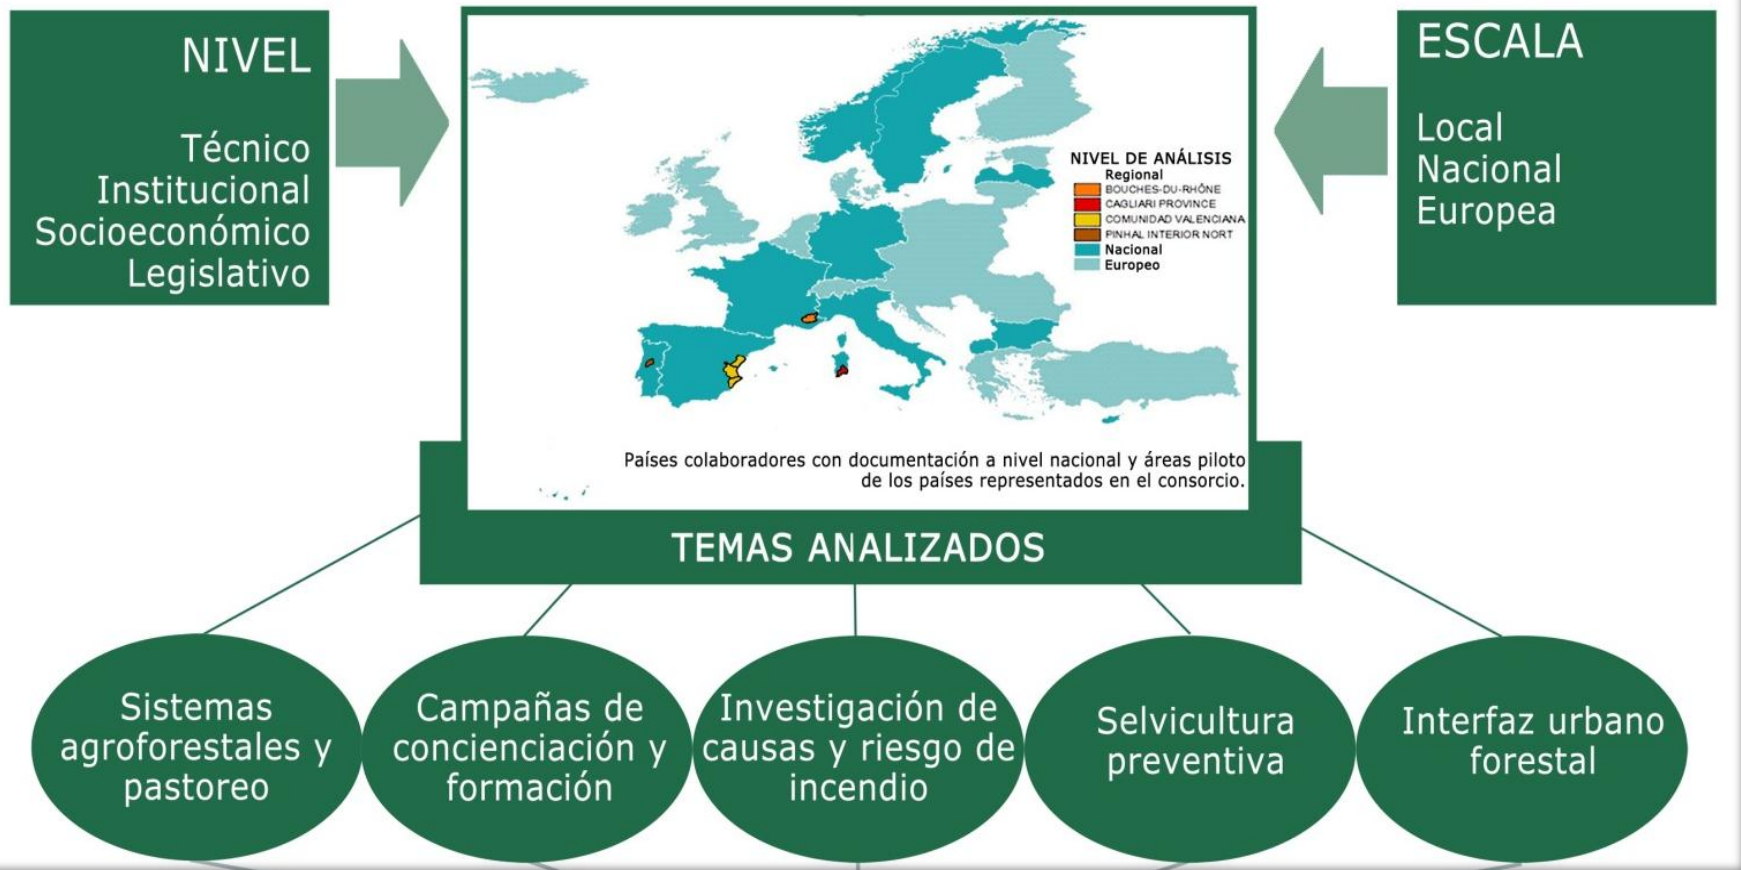 NIVEL
Técnico
Institucional
Socioeconómico
Legislativo
NIVEL DE ANÁLISIS
Regional
BOUCHES-DU-RHÔNE
CAGLIARI PROVINCE
COMUNIDAD VALENCIANA
PINHAL INTERIOR NORT
Nacional
Europeo
Países colaboradores con documentación a nivel nacional y áreas piloto
de los países representados en el consorcio.
ESCALA
Local
Nacional
Europea
TEMAS ANALIZADOS
Sistemas
agroforestales y
pastoreo
Campañas de
concienciación y
formación
Investigación de
causas y riesgo de
incendio
Selvicultura
preventiva
Interfaz urbano
forestal